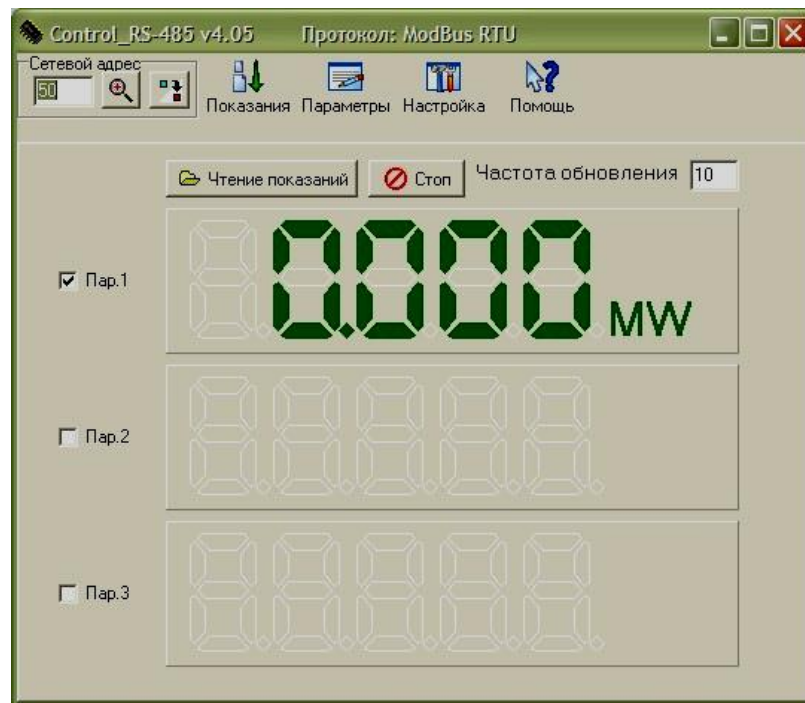 Control_RS-485 v4.05 Протокол: ModBus RTU
Сетевой адрес
50
Показания Параметры Настройка Помощь
Чтение показаний Стоп Частота обновления 10
Пар.1 0.000 MW
Пар.2
Пар.3